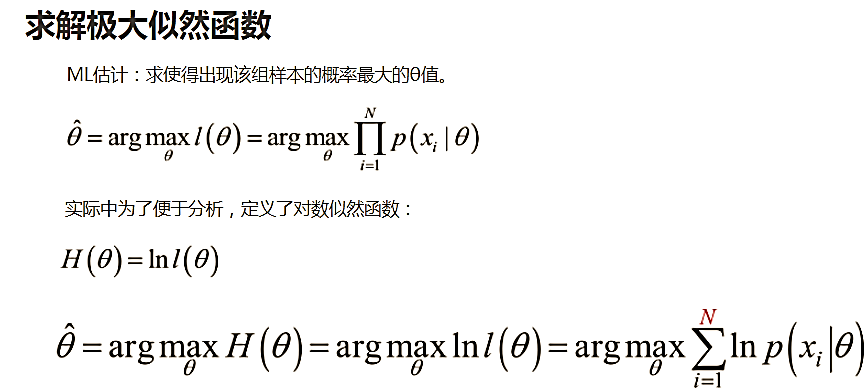 求解极大似然函数
ML估计：求使得出现该组样本的概率最大的θ值。
θ̂ = arg max_θ l(θ) = arg max_θ ∏_{i=1}^{N} p(x_i | θ)
实际中为了便于分析，定义了对数似然函数：
H(θ) = ln l(θ)
θ̂ = arg max_θ H(θ) = arg max_θ ln l(θ) = arg max_θ ∑_{i=1}^{N} ln p(x_i | θ)